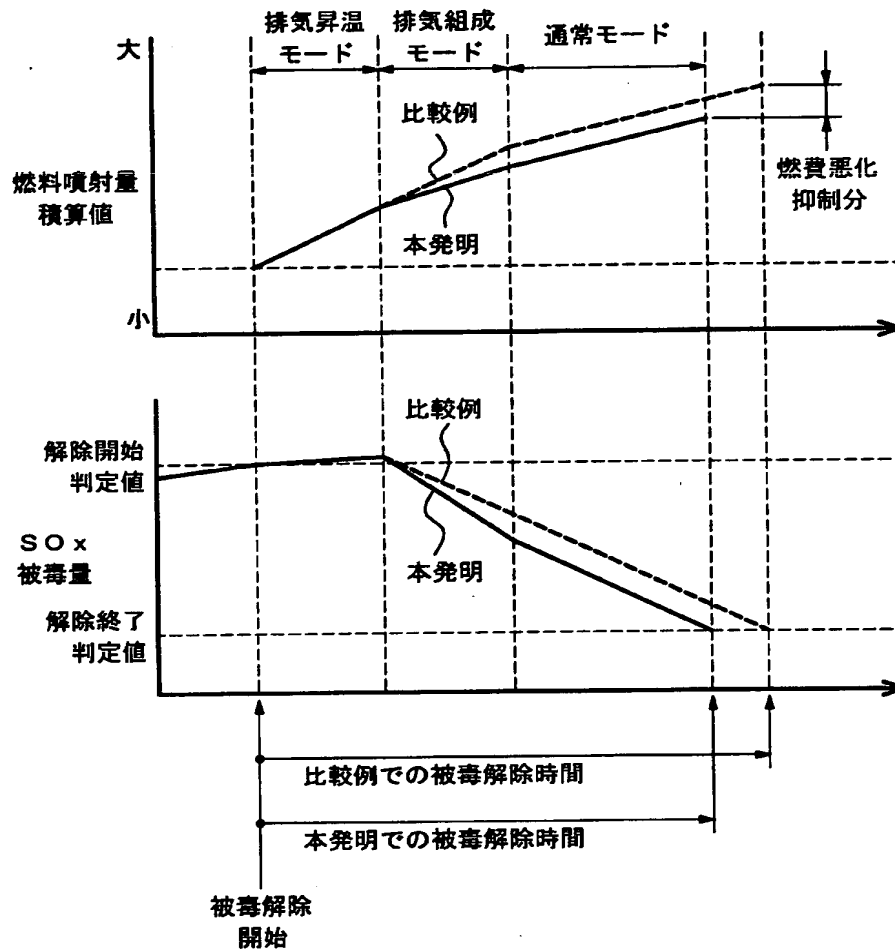 排気昇温
モード
排気組成
モード
通常モード
大
比較例
燃料噴射量
積算値
燃費悪化
抑制分
本発明
小
比較例
解除開始
判定値
SOx
被毒量
本発明
解除終了
判定値
比較例での被毒解除時間
本発明での被毒解除時間
被毒解除
開始